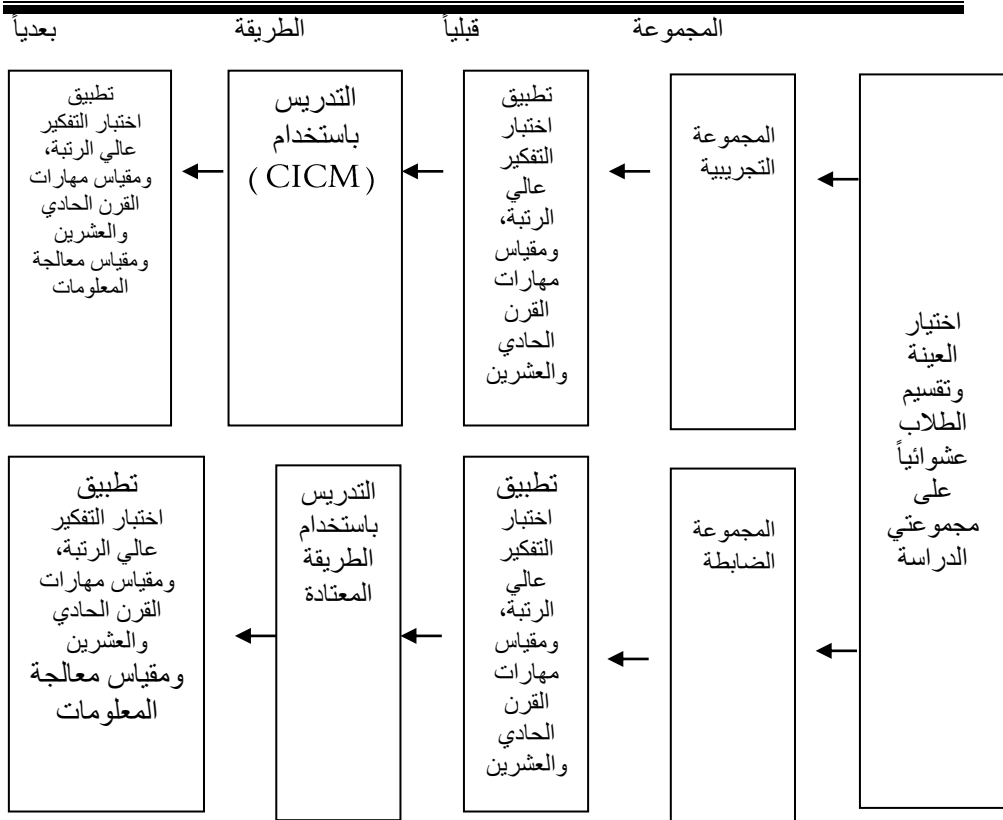 المجموعة قبلياً الطريقة بعدياً
اختيار
العينة
وتقسيم
الطلاب
عشوائياً
على
مجموعتي
الدراسة
المجموعة
التجريبية
تطبيق
اختبار
التفكير
عالي
الرتبة،
ومقياس
مهارات
القرن
الحادي
والعشرين
التدريس
باستخدام
(CICM)
تطبيق
اختبار التفكير
عالي الرتبة،
ومقياس مهارات
القرن الحادي
والعشرين
ومقياس معالجة
المعلومات
المجموعة
الضابطة
تطبيق
اختبار
التفكير
عالي
الرتبة،
ومقياس
مهارات
القرن
الحادي
والعشرين
التدريس
باستخدام
الطريقة
المعتادة
تطبيق
اختبار التفكير
عالي الرتبة،
ومقياس مهارات
القرن الحادي
والعشرين
ومقياس معالجة
المعلومات